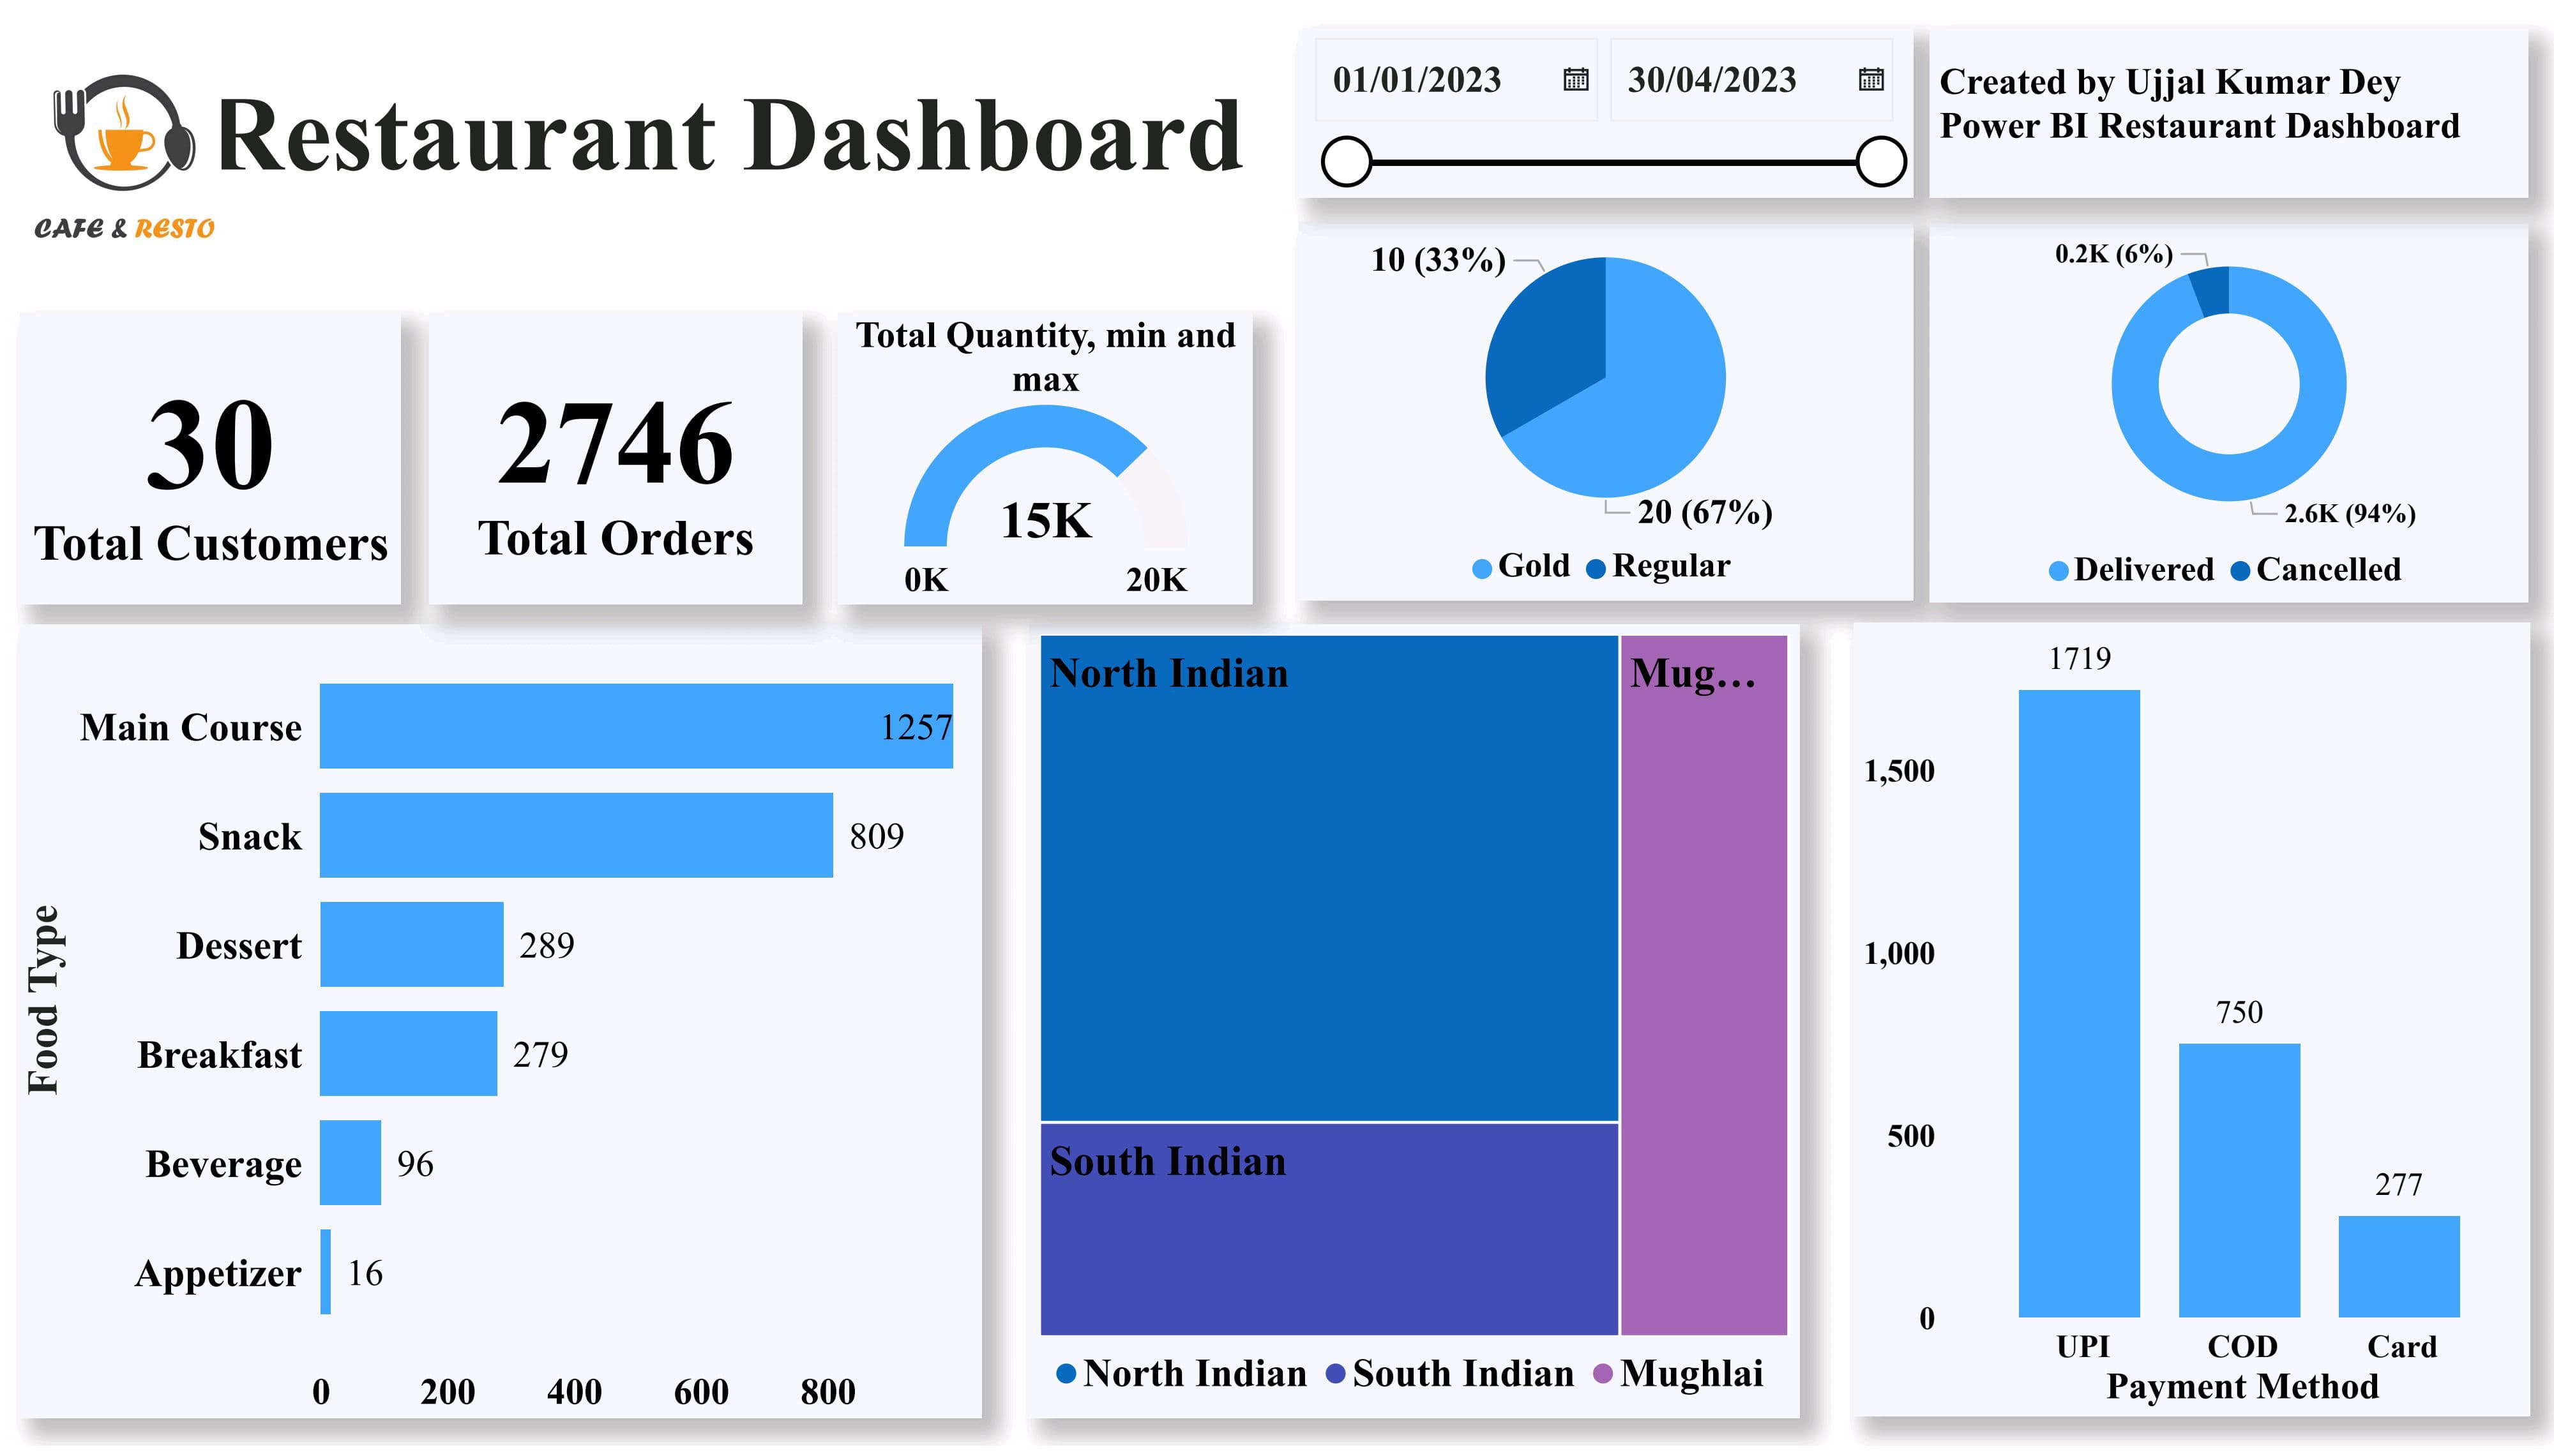 Restaurant Dashboard
CAFE & RESTO
01/01/2023
30/04/2023
Created by Ujjal Kumar Dey
Power BI Restaurant Dashboard
30
Total Customers
2746
Total Orders
Total Quantity, min and
max
15K
0K
20K
10 (33%)
20 (67%)
Gold
Regular
0.2K (6%)
2.6K (94%)
Delivered
Cancelled
Food Type
Main Course
1257
Snack
809
Dessert
289
Breakfast
279
Beverage
96
Appetizer
16
0
200
400
600
800
North Indian
Mug…
South Indian
North Indian
South Indian
Mughlai
1719
1,500
1,000
750
500
277
0
UPI
COD
Card
Payment Method